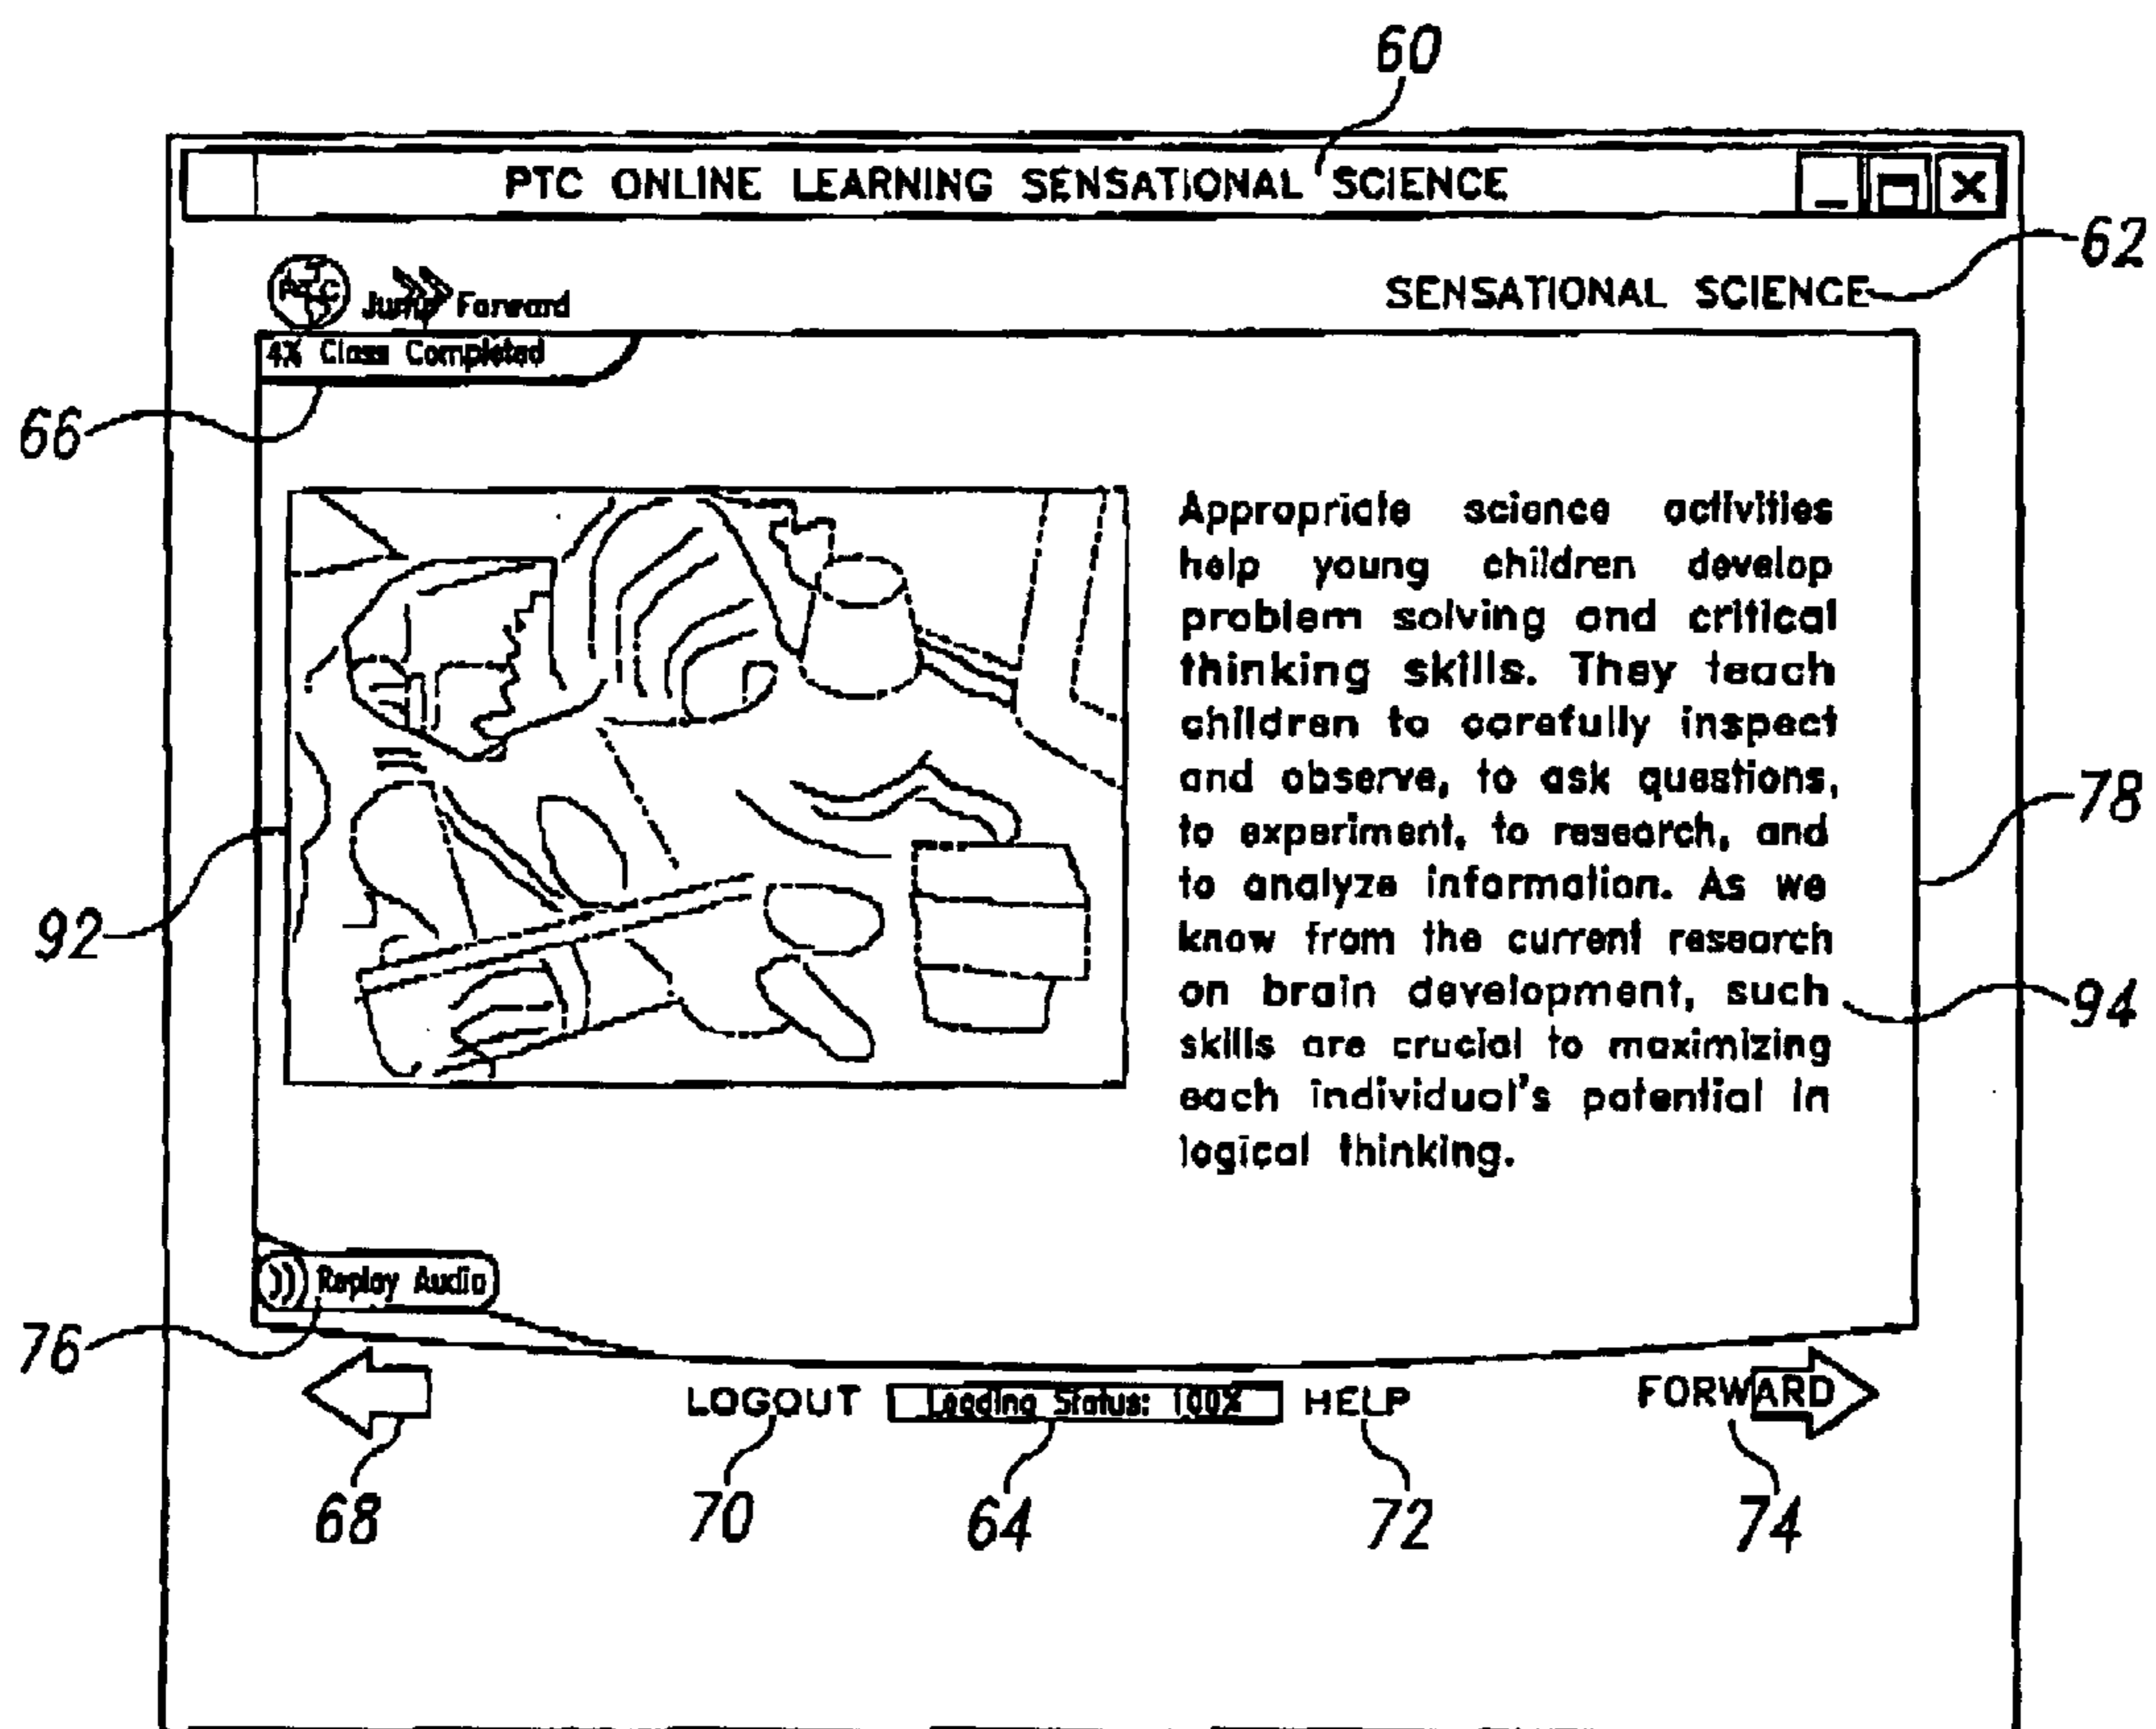 60
PTC ONLINE LEARNING SENSATIONAL SCIENCE
62
PTC Jump Forward
SENSATIONAL SCIENCE
4% Class Completed
66
Appropriate science activities
help young children develop
problem solving and critical
thinking skills. They teach
children to carefully inspect
and observe, to ask questions,
to experiment, to research, and
to analyze information. As we
know from the current research
on brain development, such
skills are crucial to maximizing
each individual's potential in
logical thinking.
78
92
94
Replay Audio
76
LOGOUT Loading Status: 100% HELP FORWARD
68 70 64 72 74